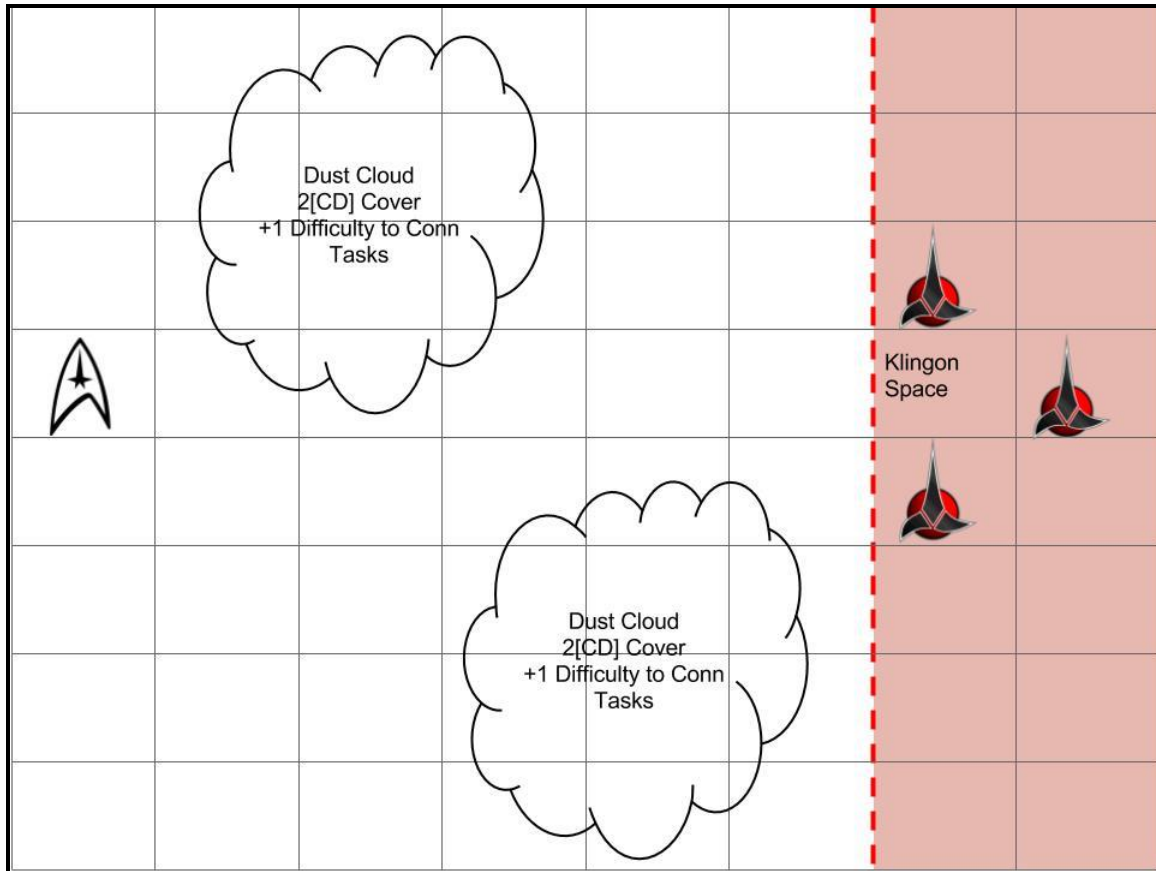 Dust Cloud
2[CD] Cover
+1 Difficulty to Conn
Tasks
Klingon
Space
Dust Cloud
2[CD] Cover
+1 Difficulty to Conn
Tasks